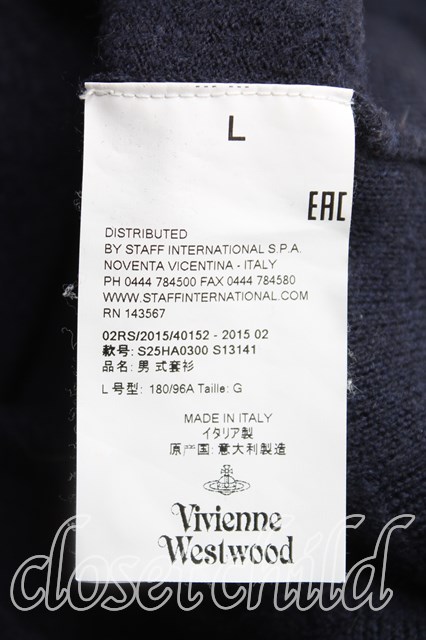 L
EAC
DISTRIBUTED
BY STAFF INTERNATIONAL S.P.A.
NOVENTA VICENTINA - ITALY
PH 0444 784500 FAX 0444 784580
WWW.STAFFINTERNATIONAL.COM
RN 143567
02RS/2015/40152 - 2015 02
款号: S25HA0300 S13141
品名: 男 式套衫
L 号型: 180/96A Taille: G
MADE IN ITALY
イタリア製
原产国: 意大利製造
Vivienne
Westwood
closet child